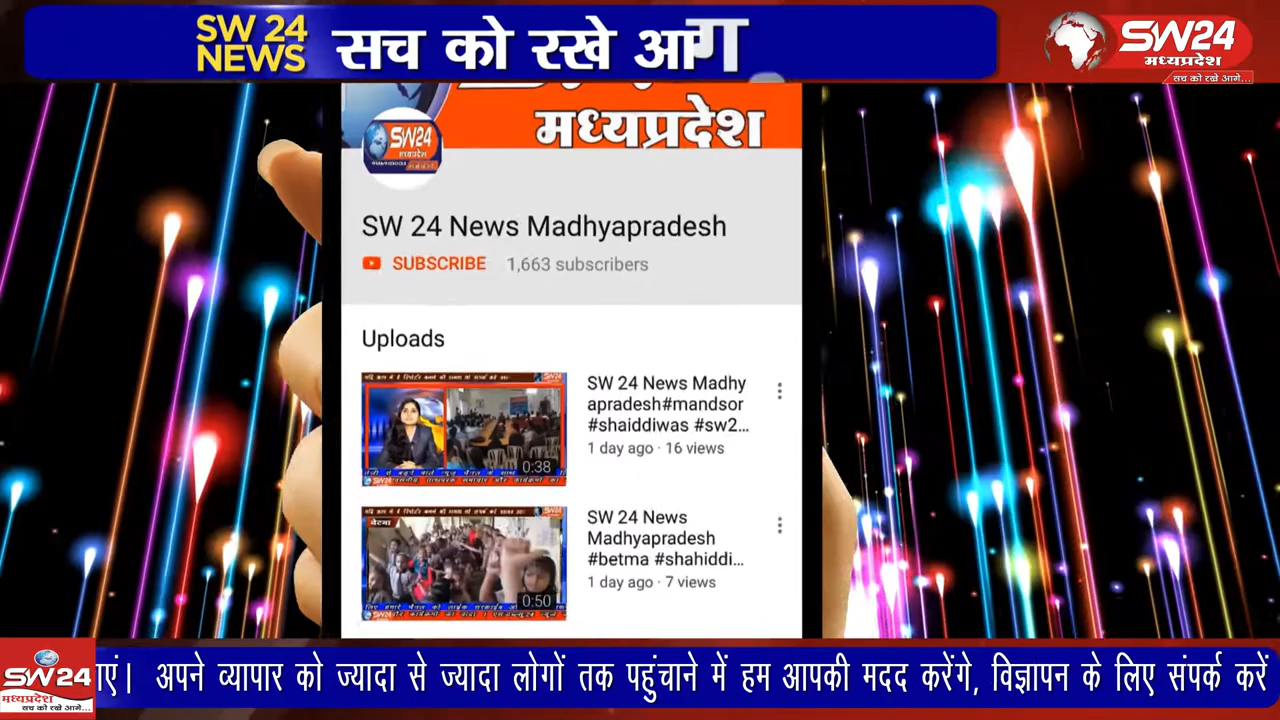 SW 24
NEWS
सच को रखे आग
SW24
मध्यप्रदेश
सच को रखे आगे...
मध्यप्रदेश
SW24
SW 24 News Madhyapradesh
SUBSCRIBE 1,663 subscribers
Uploads
SW 24 News Madhy
apradesh#mandsor
#shaiddiwas #sw2...
1 day ago · 16 views
0:38
बेटमा
SW 24 News
Madhyapradesh
#betma #shahiddi...
1 day ago · 7 views
0:50
SW24
मध्यप्रदेश
सच को रखे आगे...
एं। अपने व्यापार को ज्यादा से ज्यादा लोगों तक पहुंचाने में हम आपकी मदद करेंगे, विज्ञापन के लिए संपर्क करें